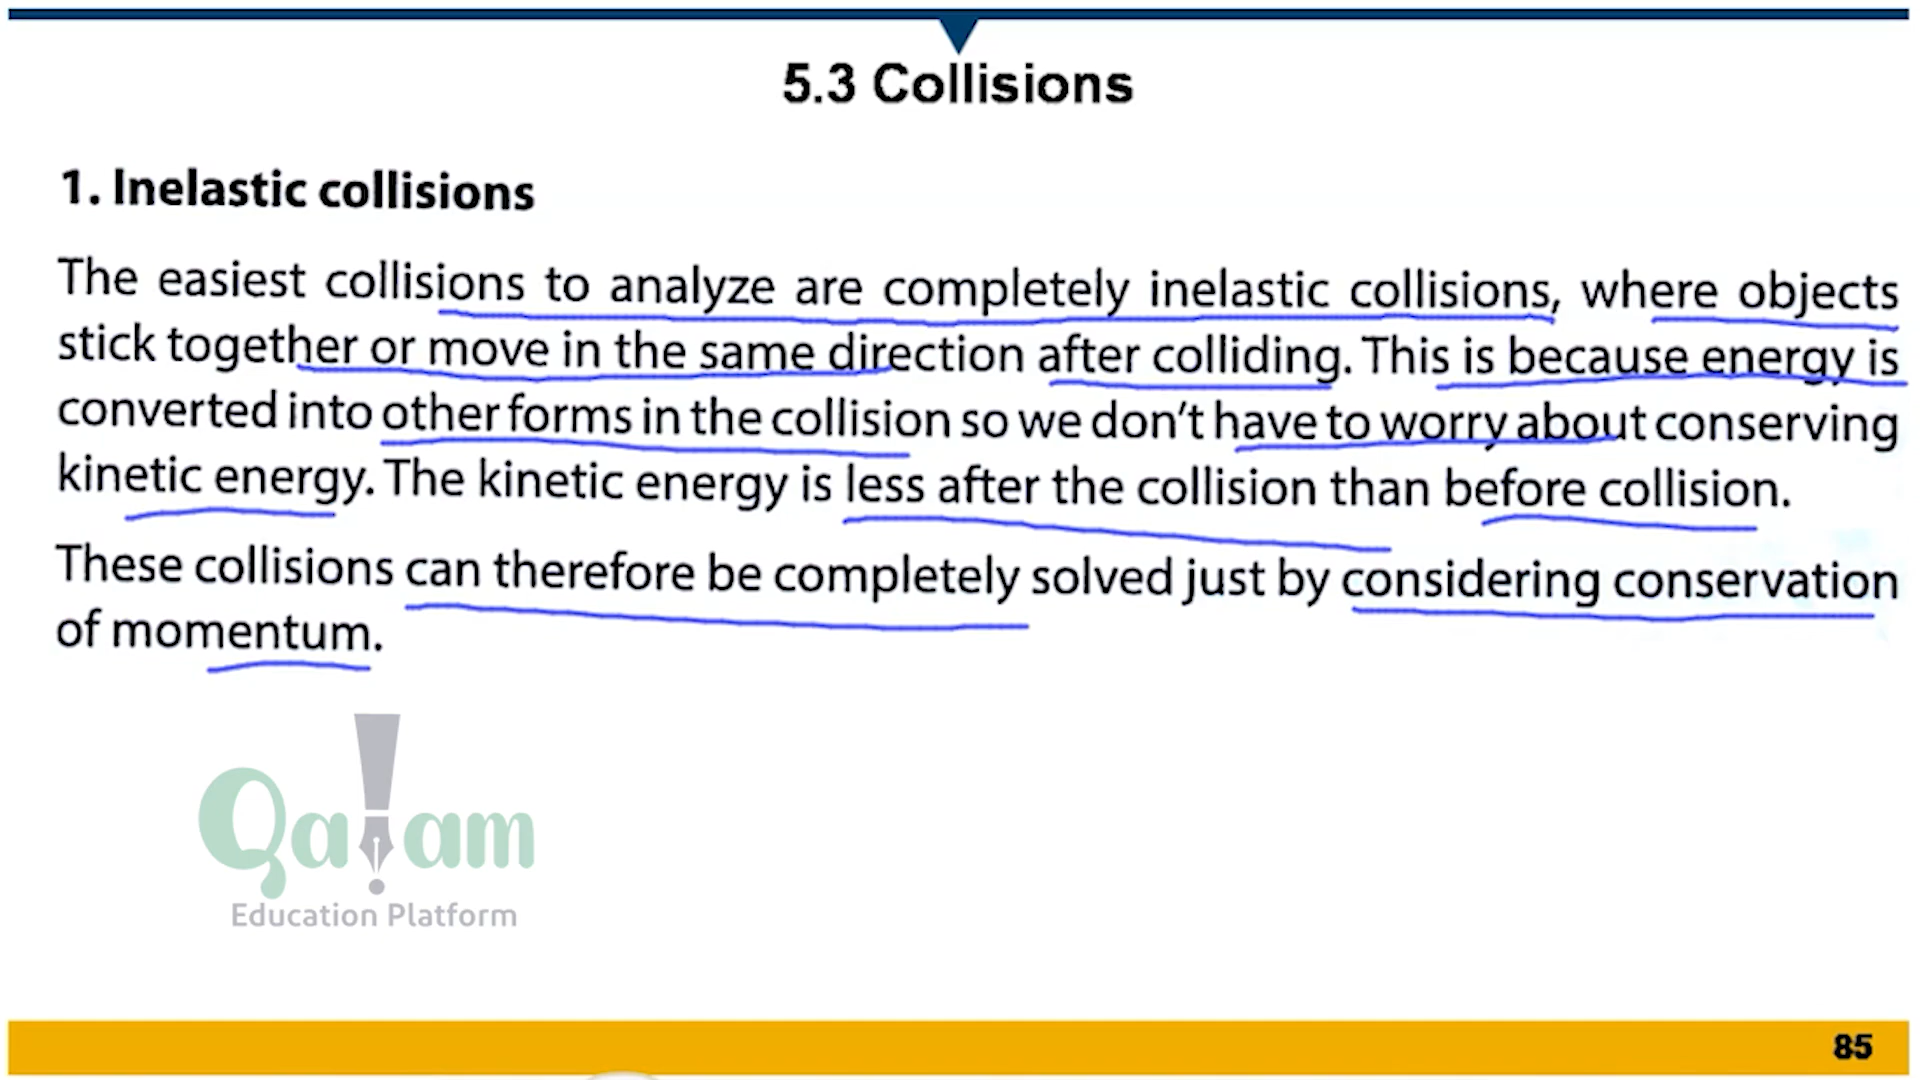 5.3 Collisions
1. Inelastic collisions
The easiest collisions to analyze are completely inelastic collisions, where objects
stick together or move in the same direction after colliding. This is because energy is
converted into other forms in the collision so we don't have to worry about conserving
kinetic energy. The kinetic energy is less after the collision than before collision.
These collisions can therefore be completely solved just by considering conservation
of momentum.
Qalam
Education Platform
85